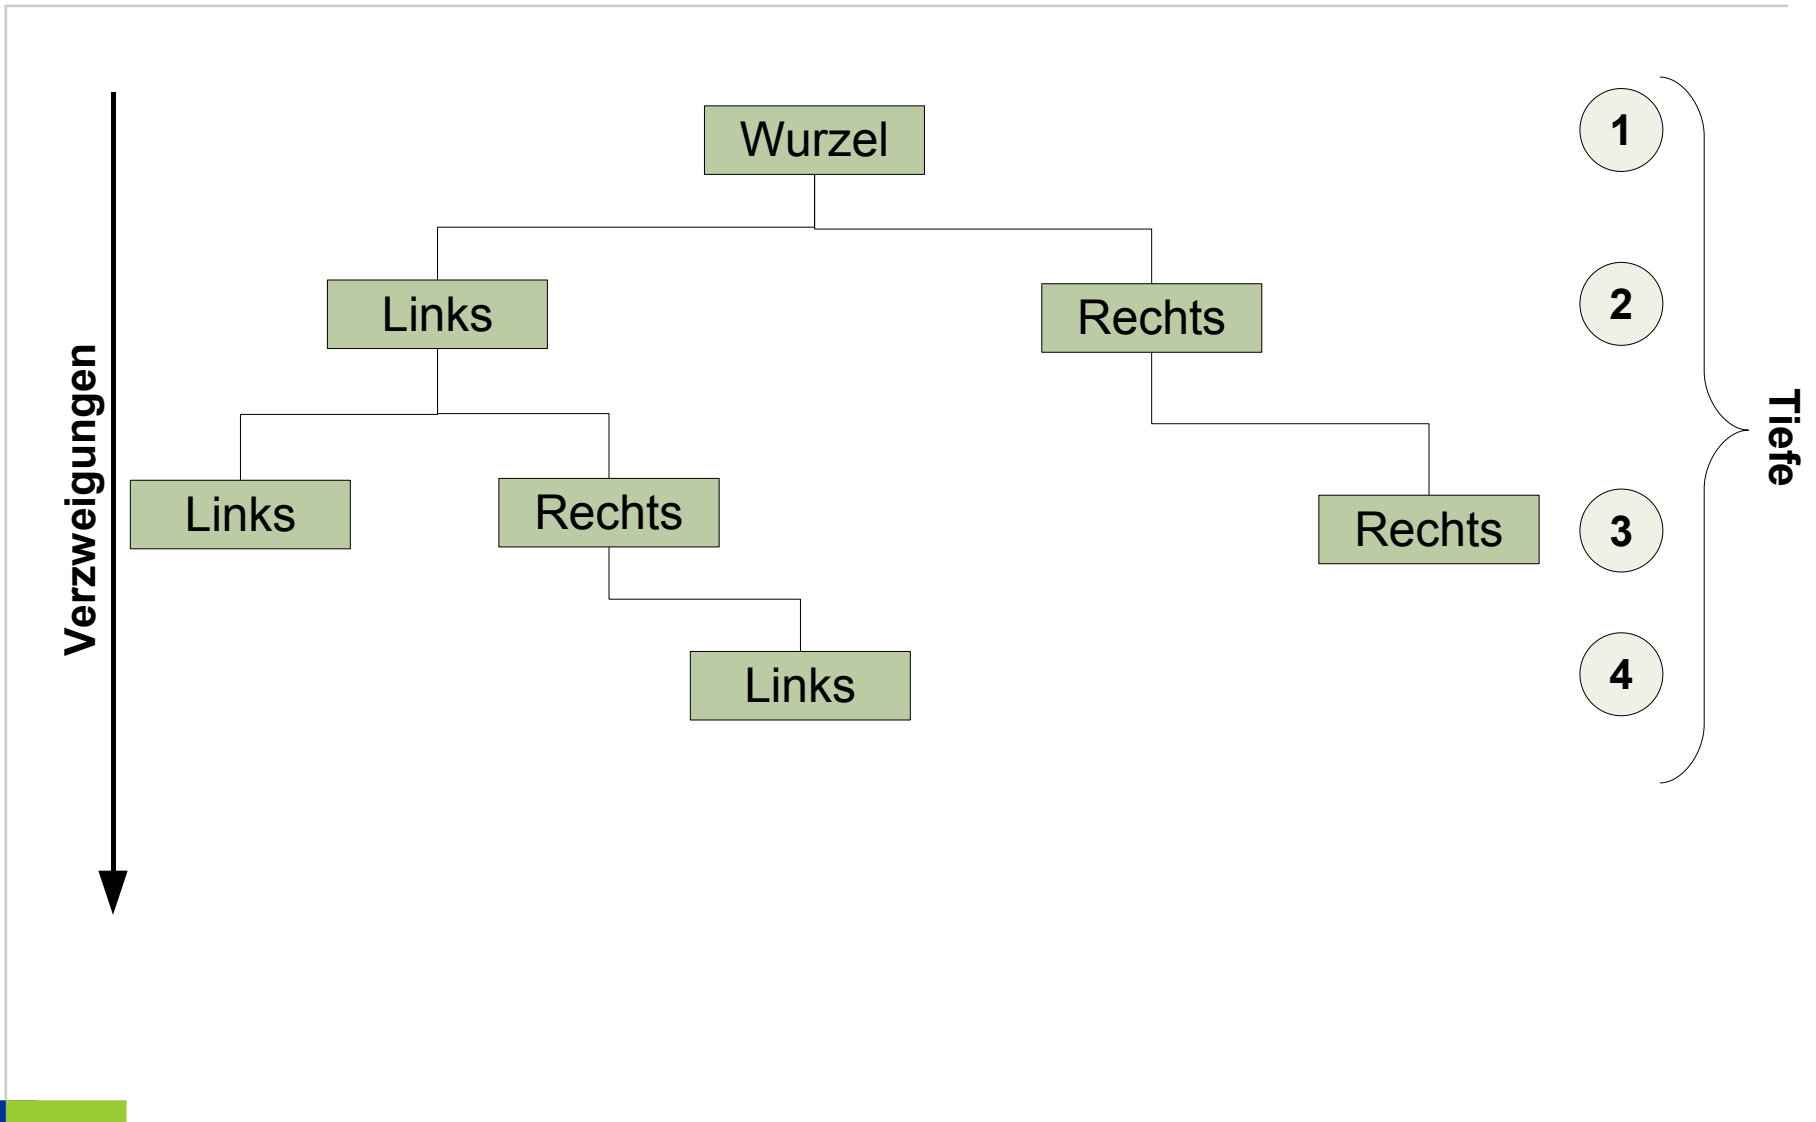 Wurzel
1
Links
Rechts
2
Verzweigungen
Tiefe
Links
Rechts
Rechts
3
Links
4